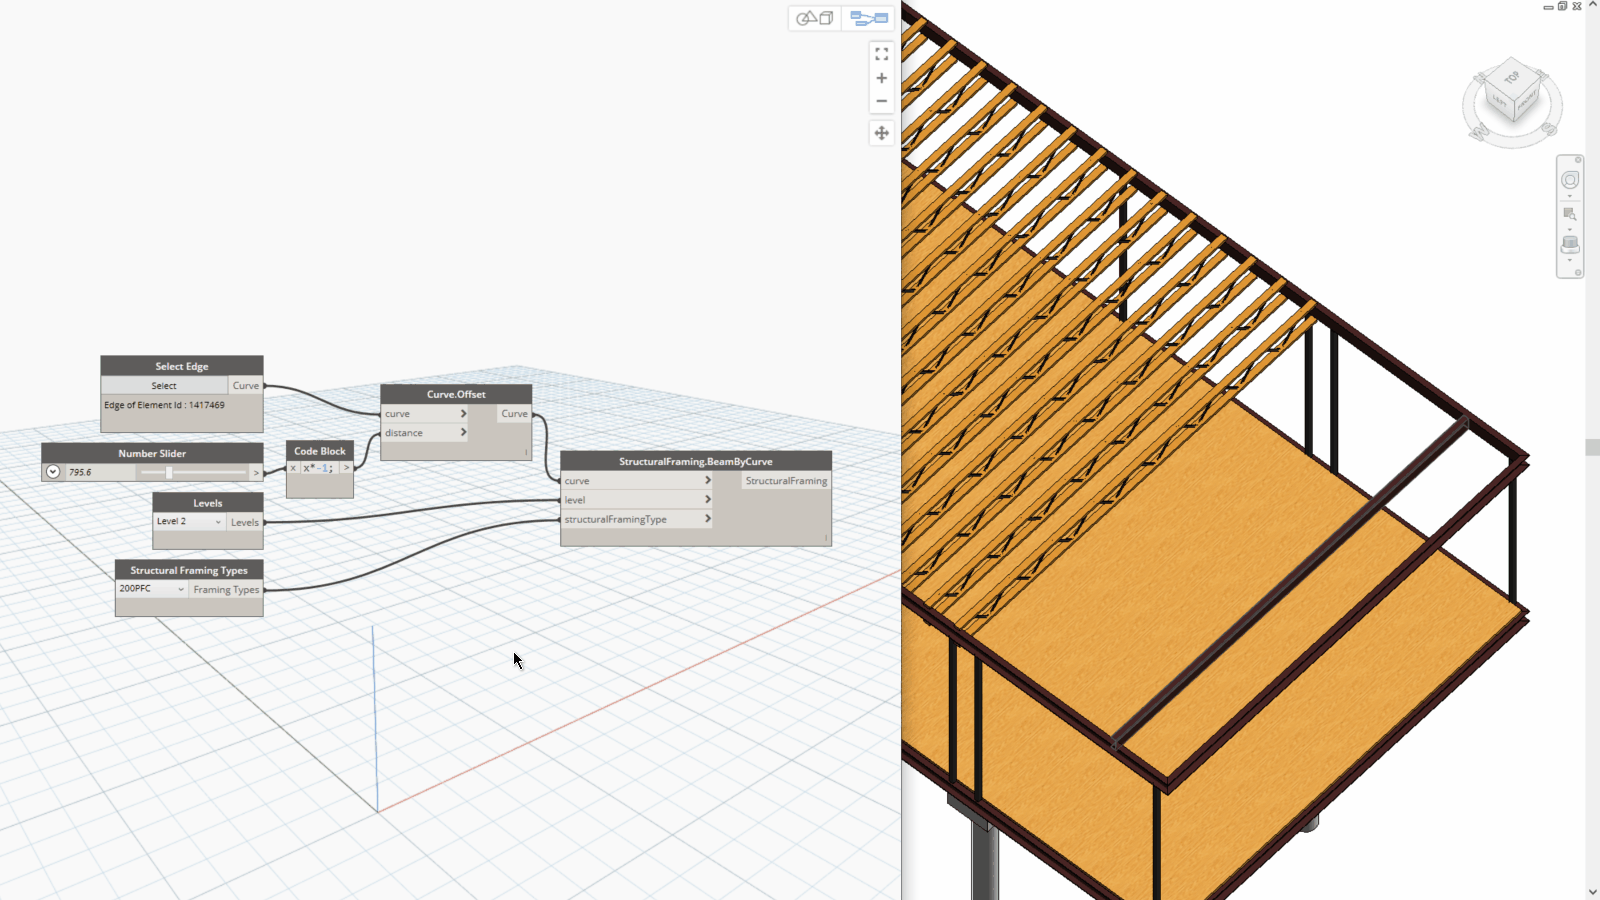 Select Edge
Select
Curve
Edge of Element Id : 1417469
Number Slider
795.6
>
Code Block
x
x*-1;
>
Levels
Level 2
Levels
Structural Framing Types
200PFC
Framing Types
Curve.Offset
curve
>
Curve
distance
>
StructuralFraming.BeamByCurve
curve
>
StructuralFraming
level
>
structuralFramingType
>
TOP
LEFT
FRONT
W
S